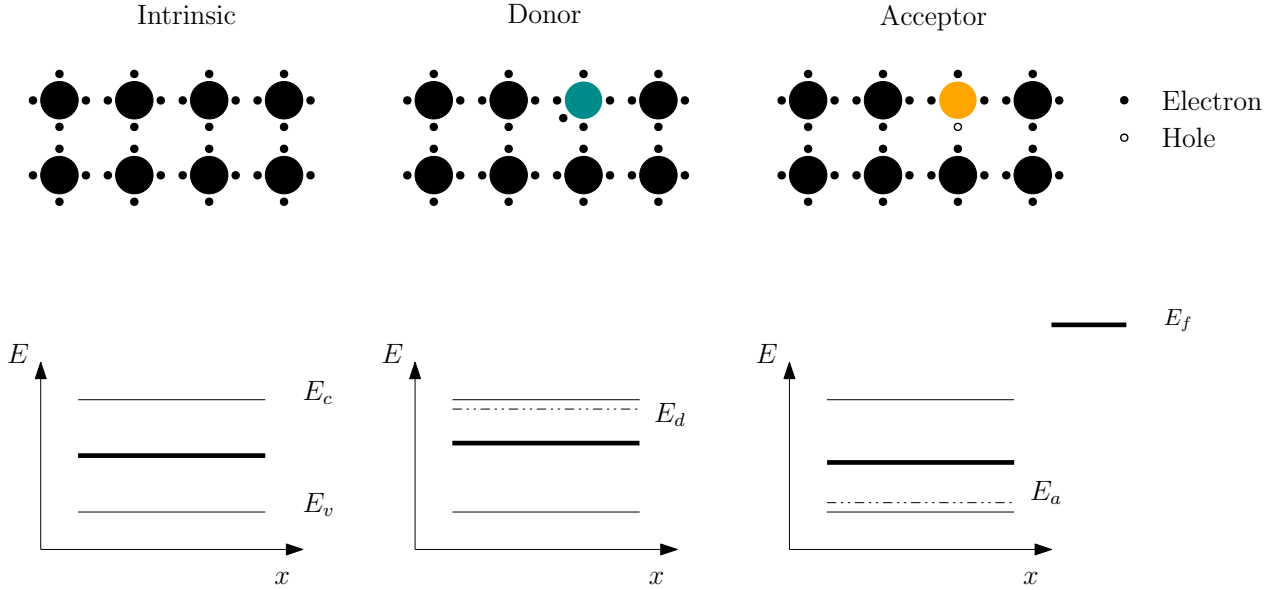 Intrinsic
Donor
Acceptor
Electron
Hole
E_f
E
E_c
E_v
x
E
E_d
x
E
E_a
x